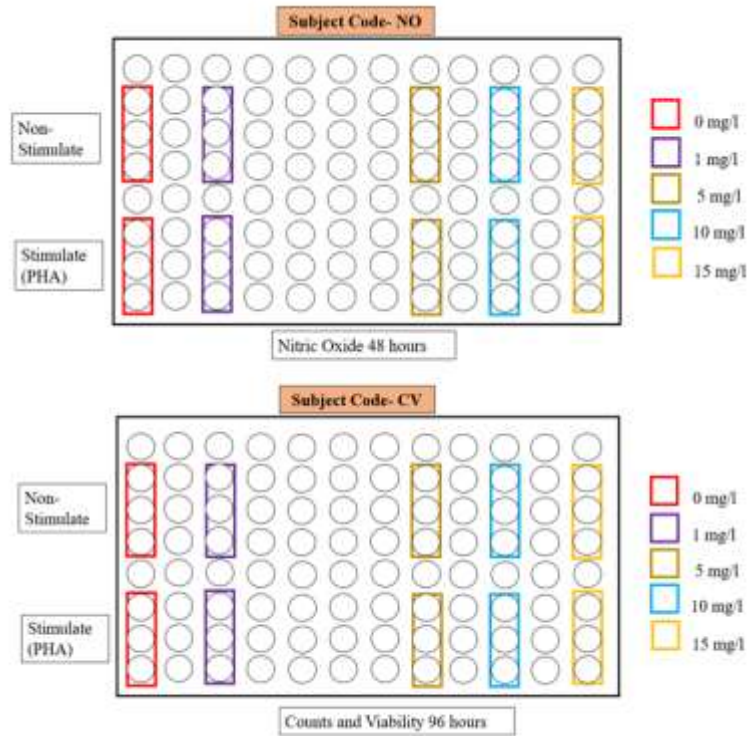 Subject Code- NO
Non-
Stimulate
Stimulate
(PHA)
0 mg/l
1 mg/l
5 mg/l
10 mg/l
15 mg/l
Nitric Oxide 48 hours
Subject Code- CV
Non-
Stimulate
Stimulate
(PHA)
0 mg/l
1 mg/l
5 mg/l
10 mg/l
15 mg/l
Counts and Viability 96 hours